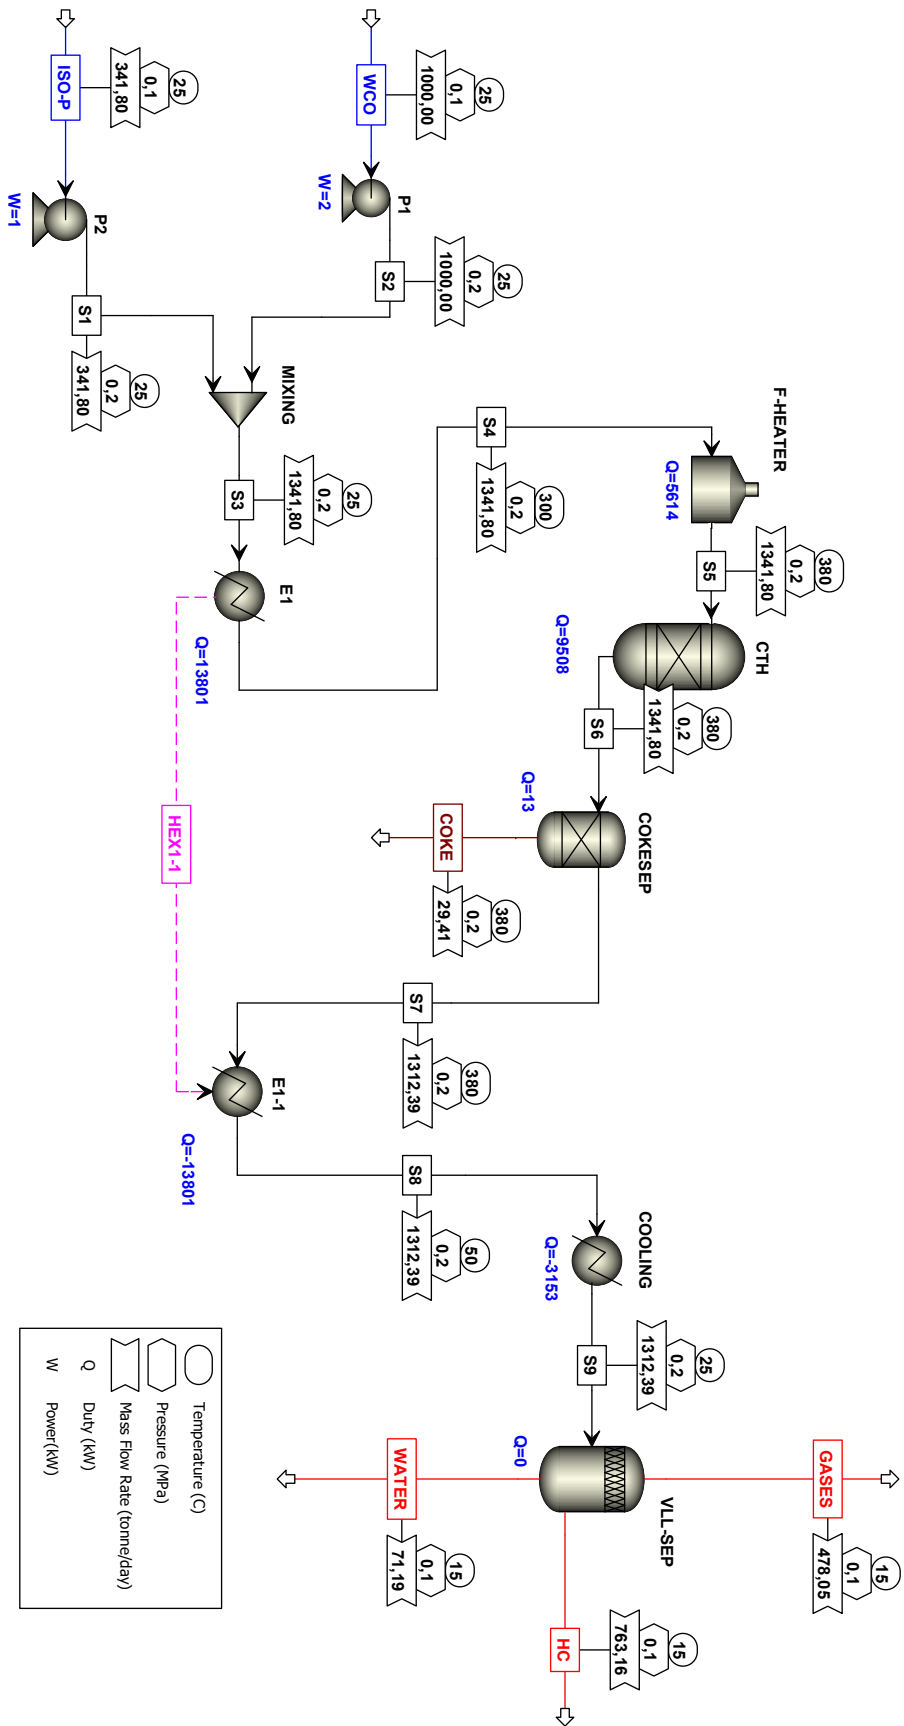 25
0,1
1000,00
WCO
P1
W=2
25
0,2
1000,00
S2
25
0,1
341,80
ISO-P
P2
W=1
S1
25
0,2
341,80
MIXING
25
0,2
1341,80
S3
E1
Q=13801
S4
300
0,2
1341,80
F-HEATER
Q=5614
380
0,2
1341,80
S5
CTH
Q=9508
380
0,2
1341,80
S6
COKESEP
Q=13
COKE
380
0,2
29,41
HEX1-1
S7
380
0,2
1312,39
E1-1
Q=-13801
S8
50
0,2
1312,39
COOLING
Q=-3153
25
0,2
1312,39
S9
VLL-SEP
Q=0
GASES
15
0,1
478,05
WATER
15
0,1
71,19
15
0,1
763,16
HC
Temperature (C)
Pressure (MPa)
Mass Flow Rate (tonne/day)
Q Duty (kW)
W Power(kW)